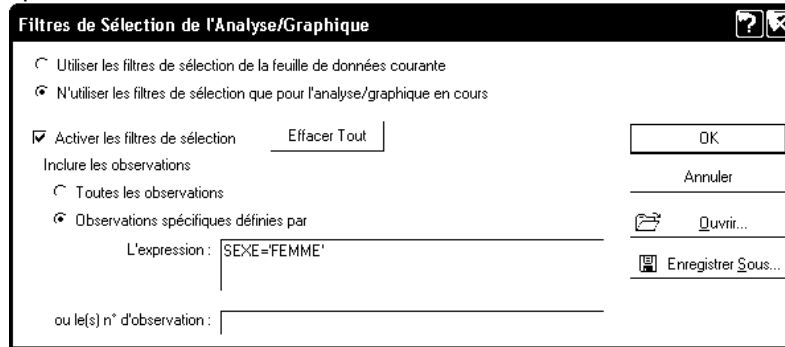 Filtres de Sélection de l'Analyse/Graphique
Utiliser les filtres de sélection de la feuille de données courante
N'utiliser les filtres de sélection que pour l'analyse/graphique en cours
Activer les filtres de sélection
Effacer Tout
OK
Inclure les observations
Annuler
Toutes les observations
Observations spécifiques définies par
Ouvrir...
L'expression :
SEXE='FEMME'
Enregistrer Sous...
ou le(s) n° d'observation :